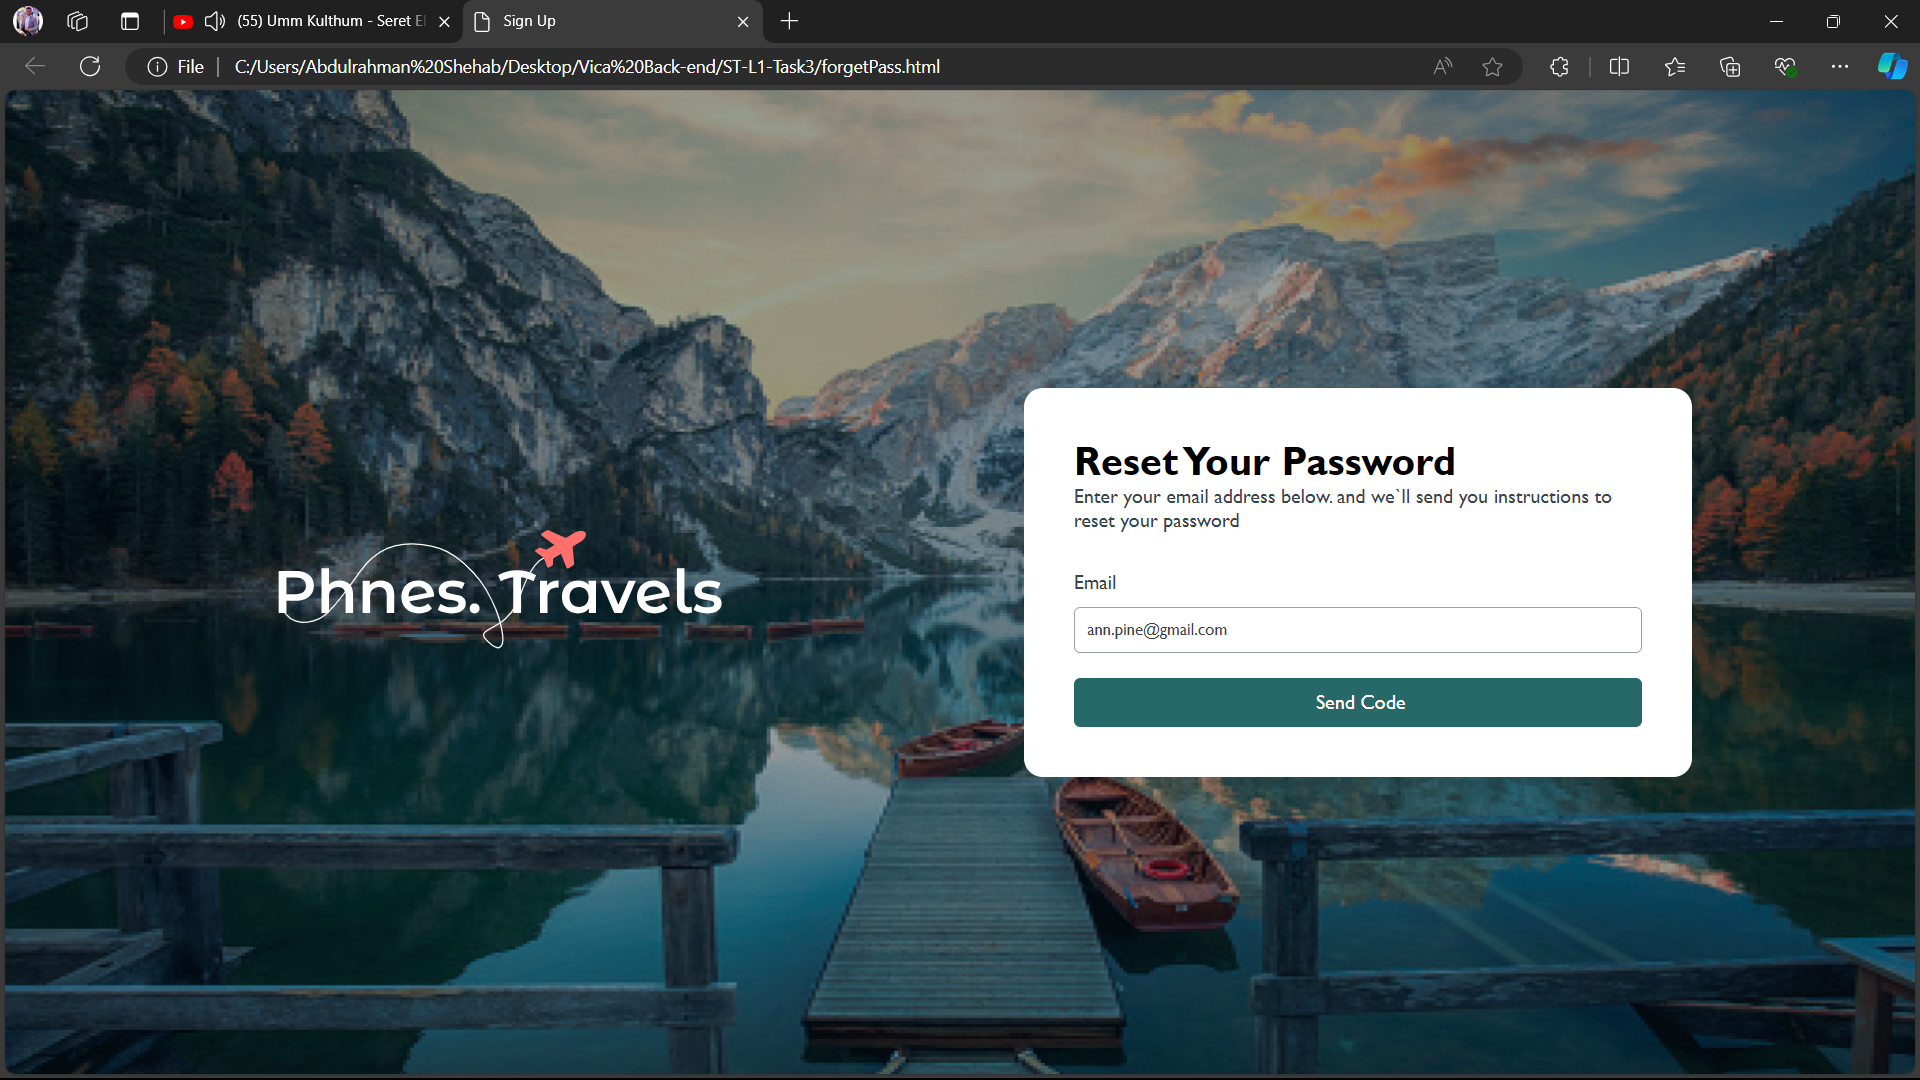 (55) Umm Kulthum - Seret El
Sign Up
File
C:/Users/Abdulrahman%20Shehab/Desktop/Vica%20Back-end/ST-L1-Task3/forgetPass.html
Phnes. Travels
Reset Your Password
Enter your email address below. and we`ll send you instructions to
reset your password
Email
ann.pine@gmail.com
Send Code